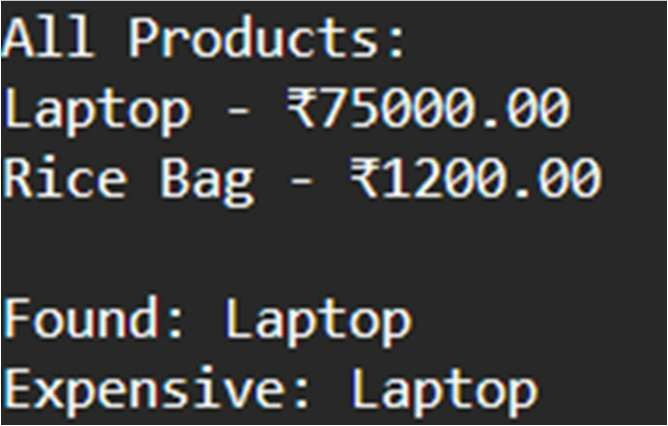 All Products:
Laptop - ₹75000.00
Rice Bag - ₹1200.00
Found: Laptop
Expensive: Laptop